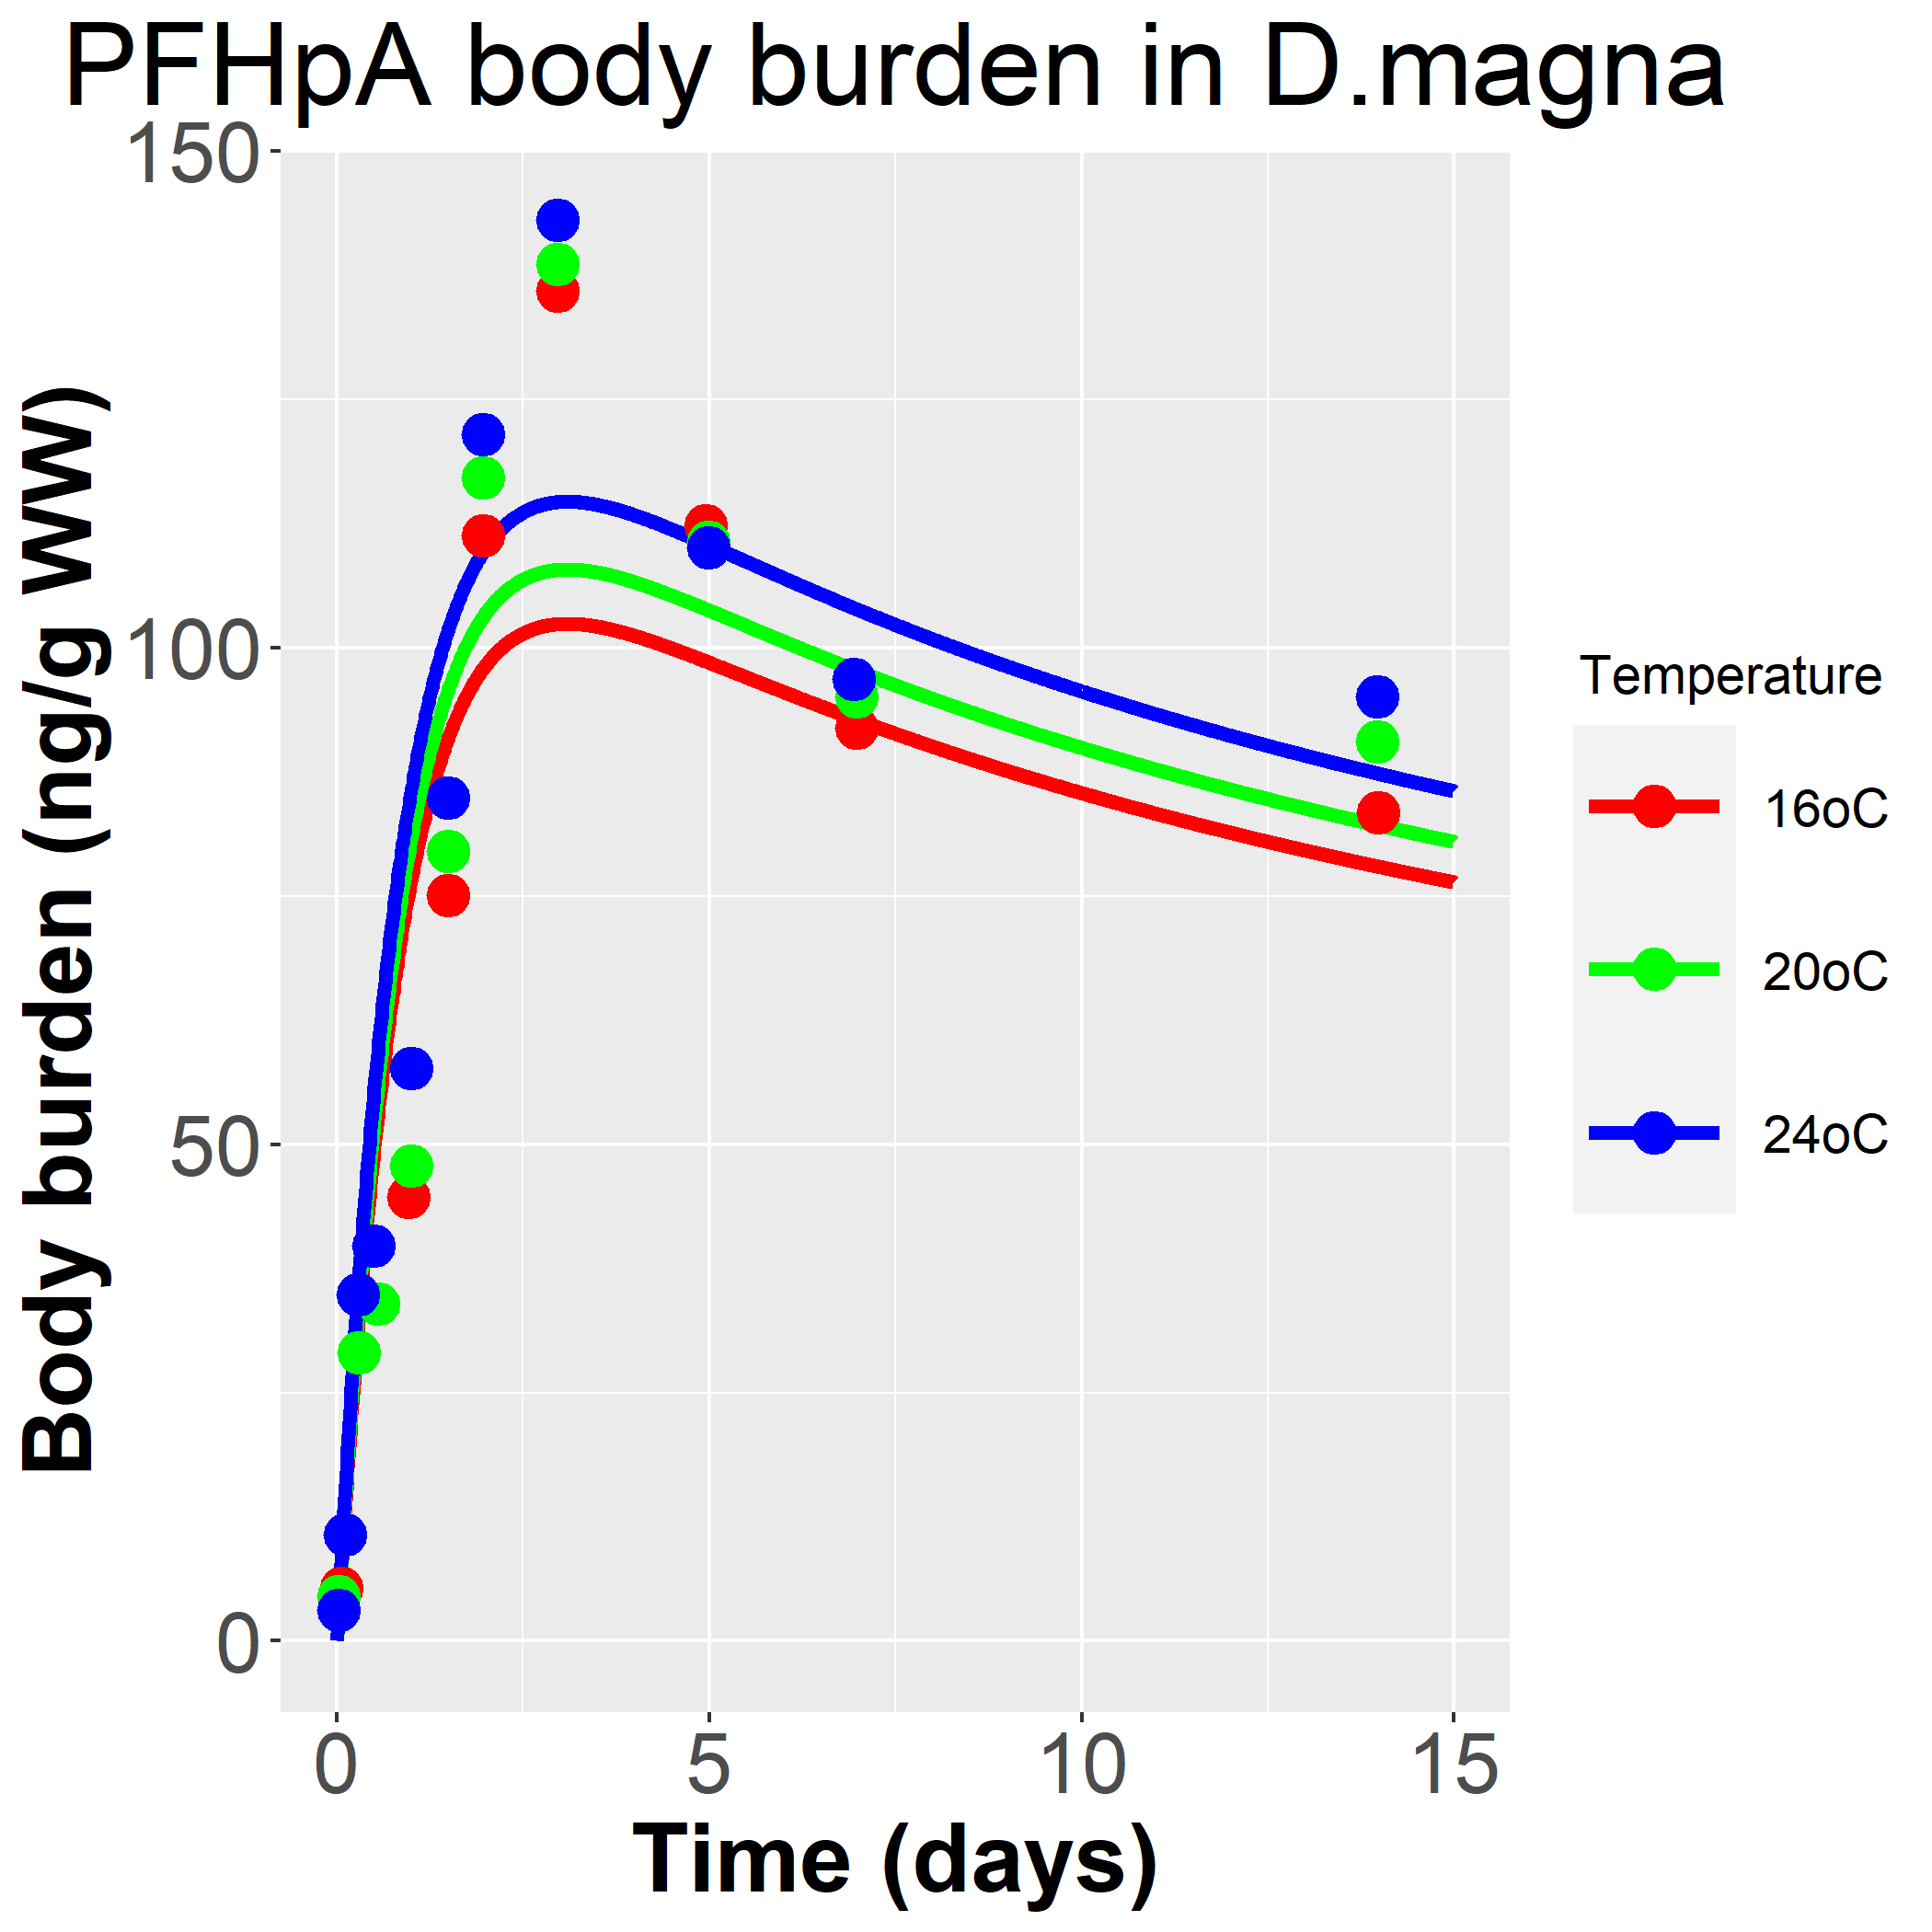 PFHpA body burden in D.magna
Body burden (ng/g WW)
150
100
50
0
0 5 10 15
Time (days)
Temperature
16oC
20oC
24oC